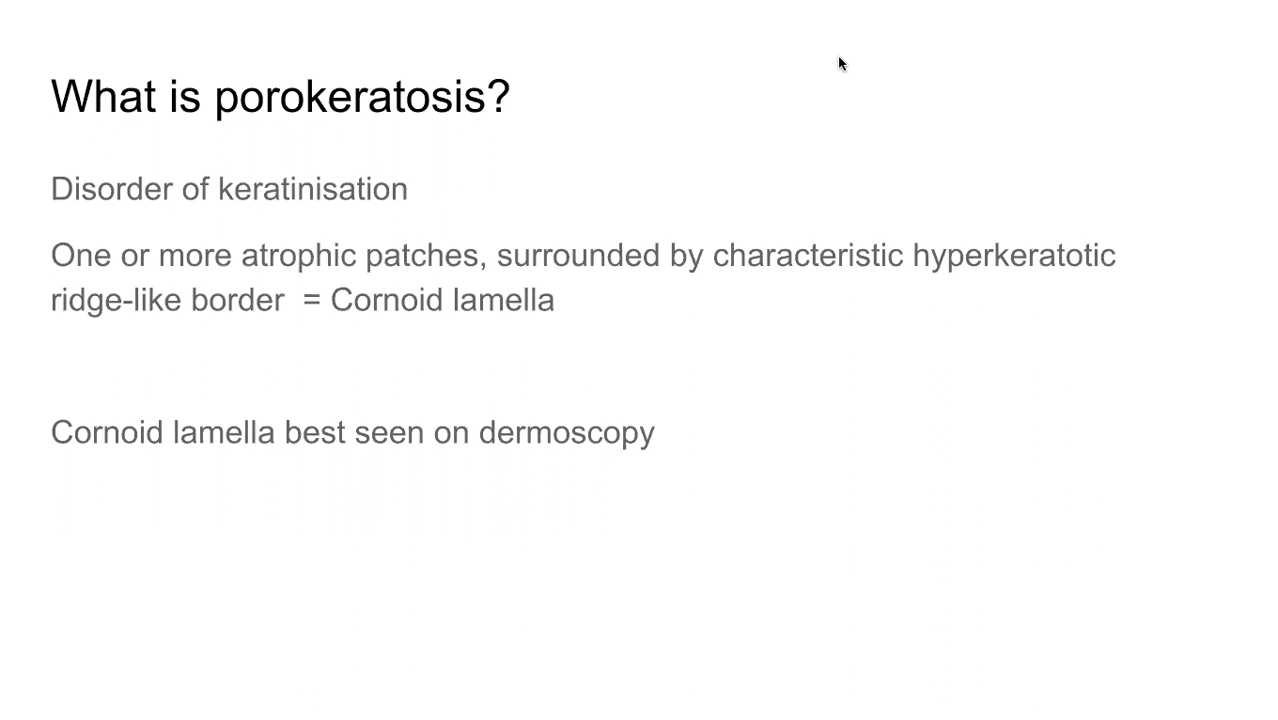 What is porokeratosis?
Disorder of keratinisation
One or more atrophic patches, surrounded by characteristic hyperkeratotic
ridge-like border  = Cornoid lamella
Cornoid lamella best seen on dermoscopy